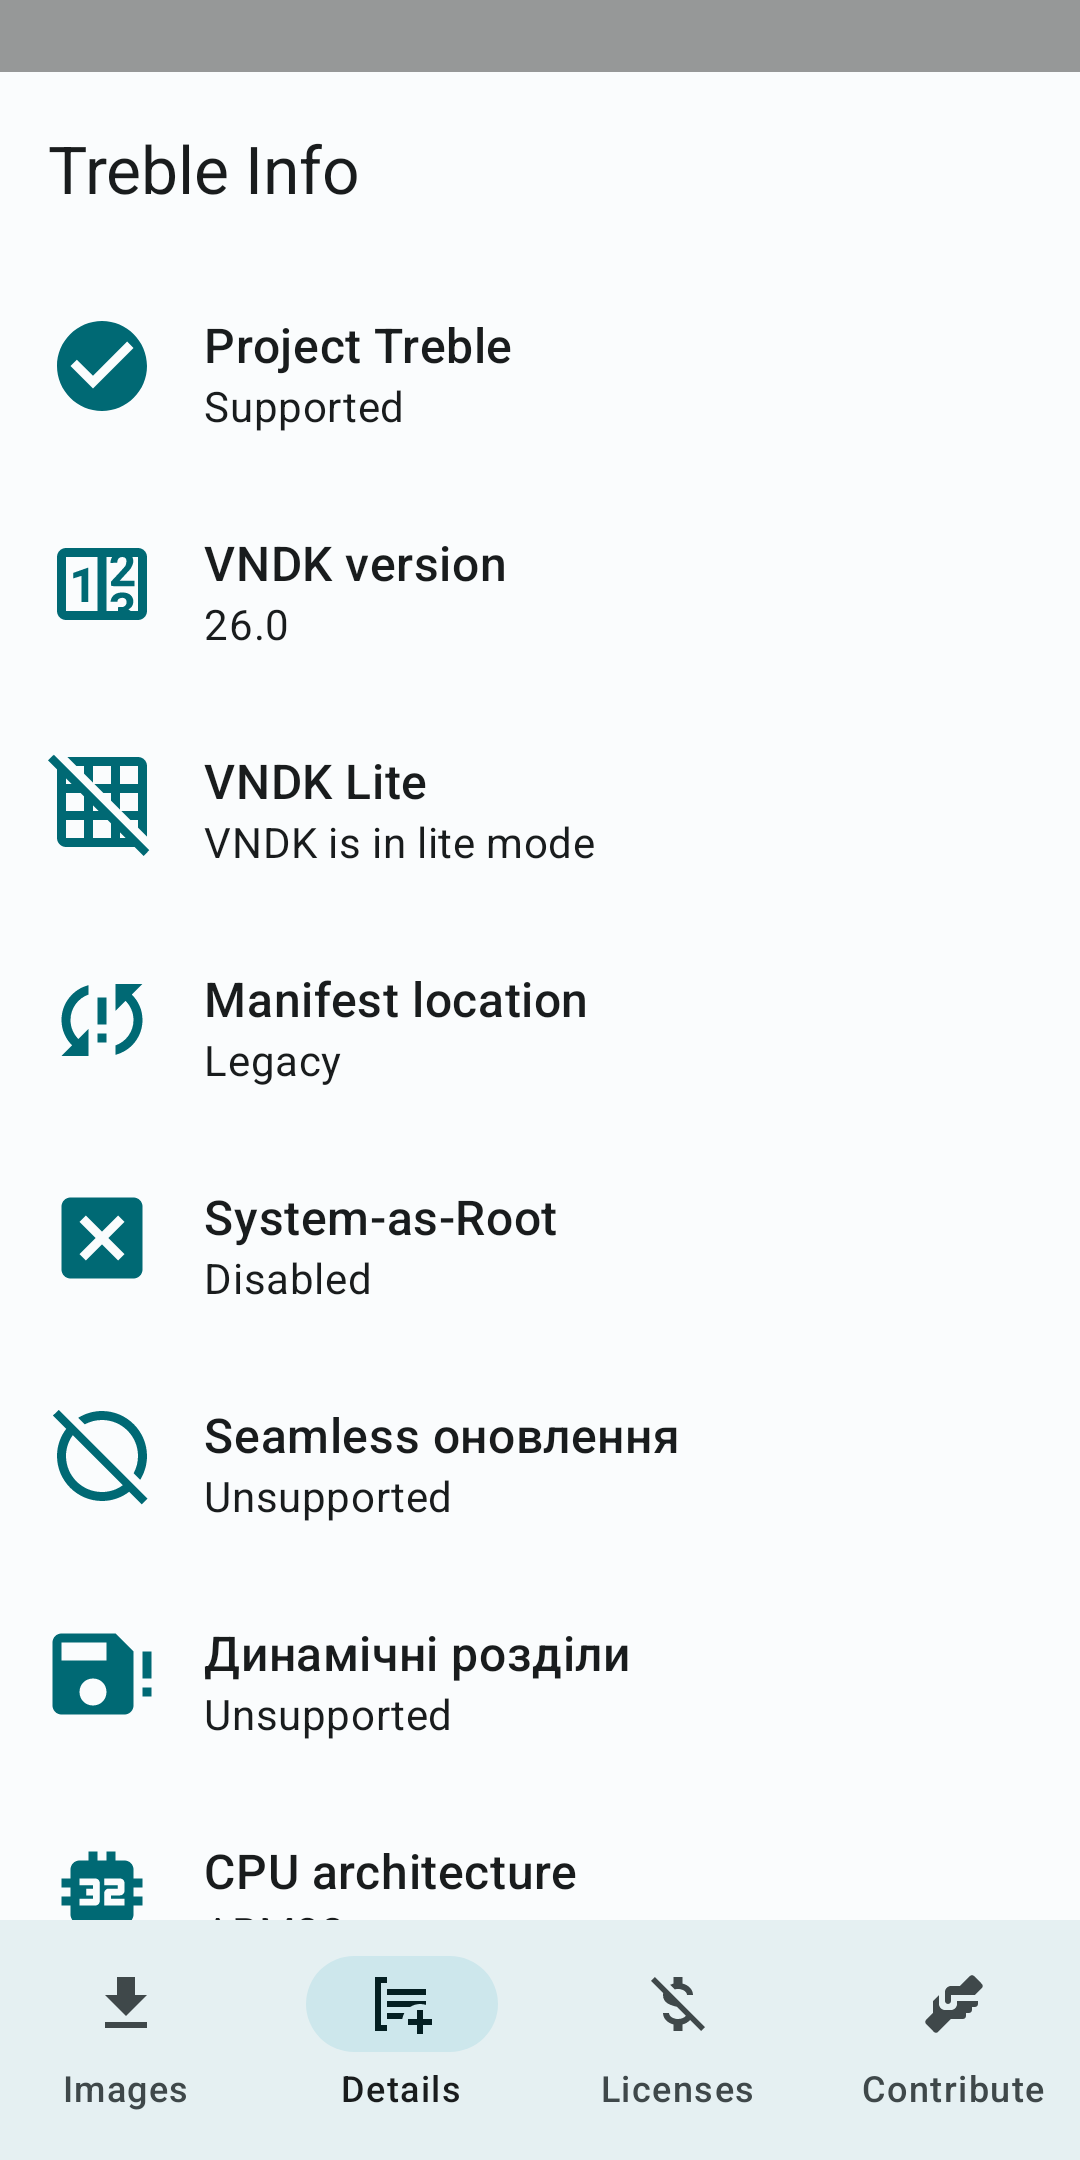 Treble Info
Project Treble
Supported
VNDK version
26.0
VNDK Lite
VNDK is in lite mode
Manifest location
Legacy
System-as-Root
Disabled
Seamless оновлення
Unsupported
Динамічні розділи
Unsupported
CPU architecture
Images
Details
Licenses
Contribute